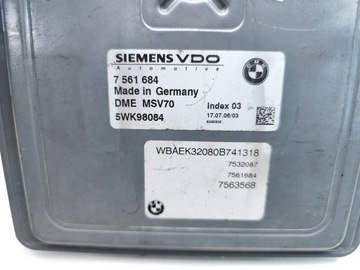 SIEMENS VDO
Automotive
7 561 684
Made in Germany
DME MSV70
Index 03
5WK98084
17.07.06/03
WBAEK32080B741318
7532087
7561684
7563568